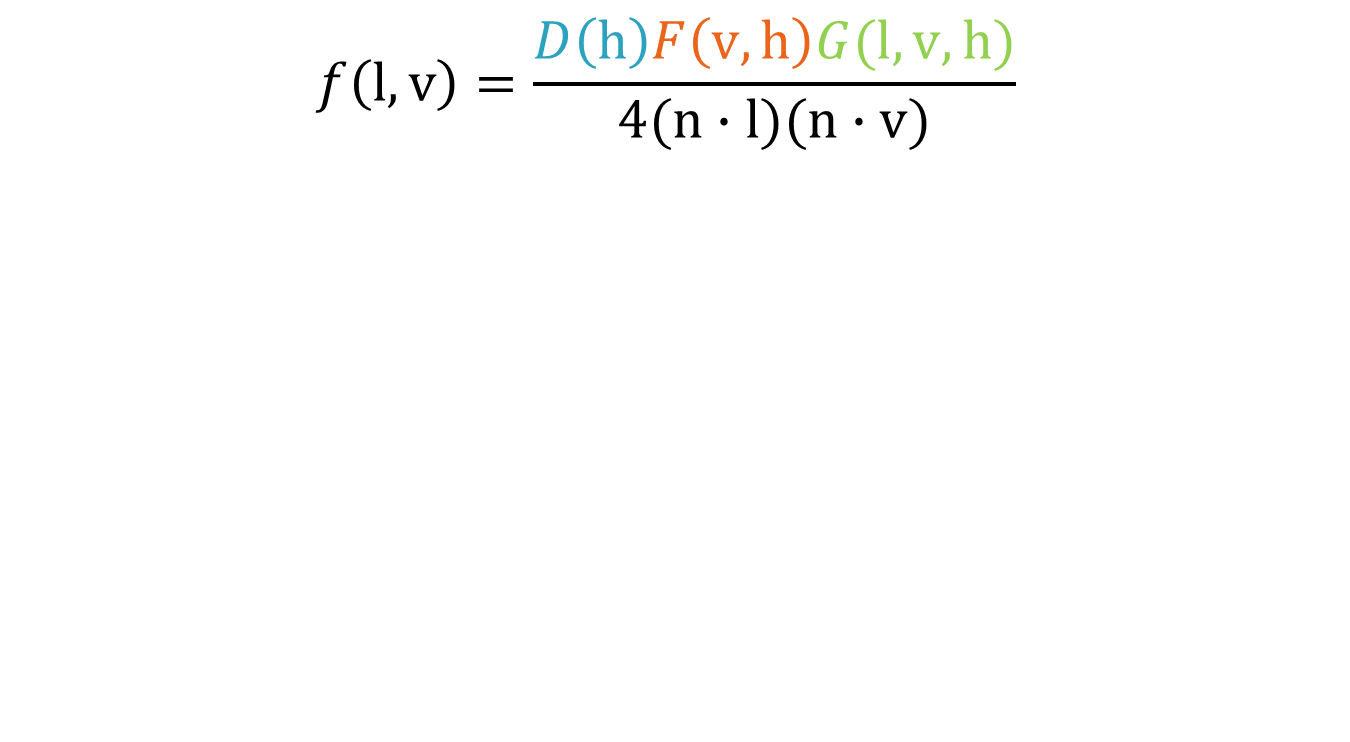 f(l, v) = D(h)F(v, h)G(l, v, h)
4(n · l)(n · v)